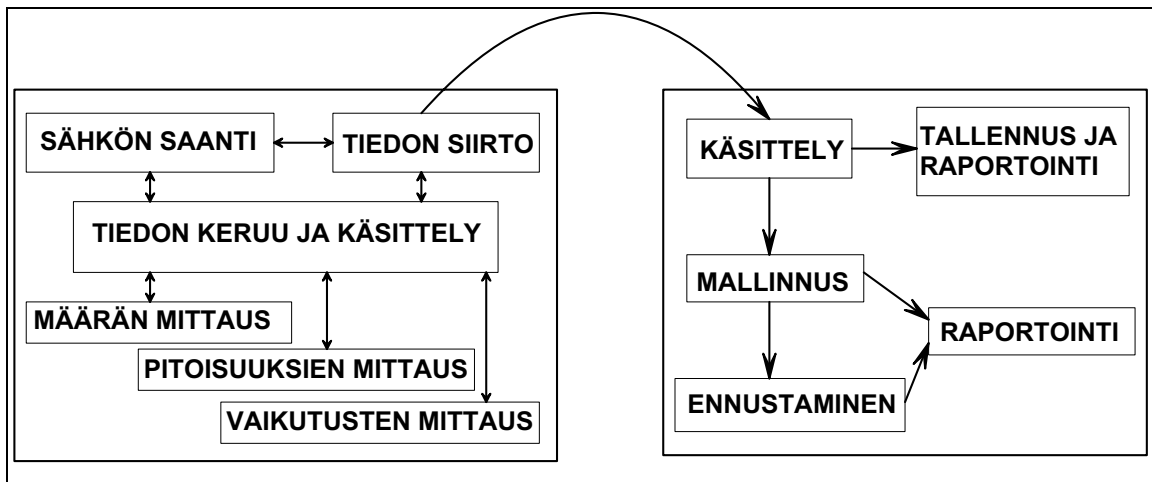 SÄHKÖN SAANTI
TIEDON SIIRTO
TIEDON KERUU JA KÄSITTELY
MÄÄRÄN MITTAUS
PITOISUUKSIEN MITTAUS
VAIKUTUSTEN MITTAUS
KÄSITTELY
TALLENNUS JA
RAPORTOINTI
MALLINNUS
RAPORTOINTI
ENNUSTAMINEN